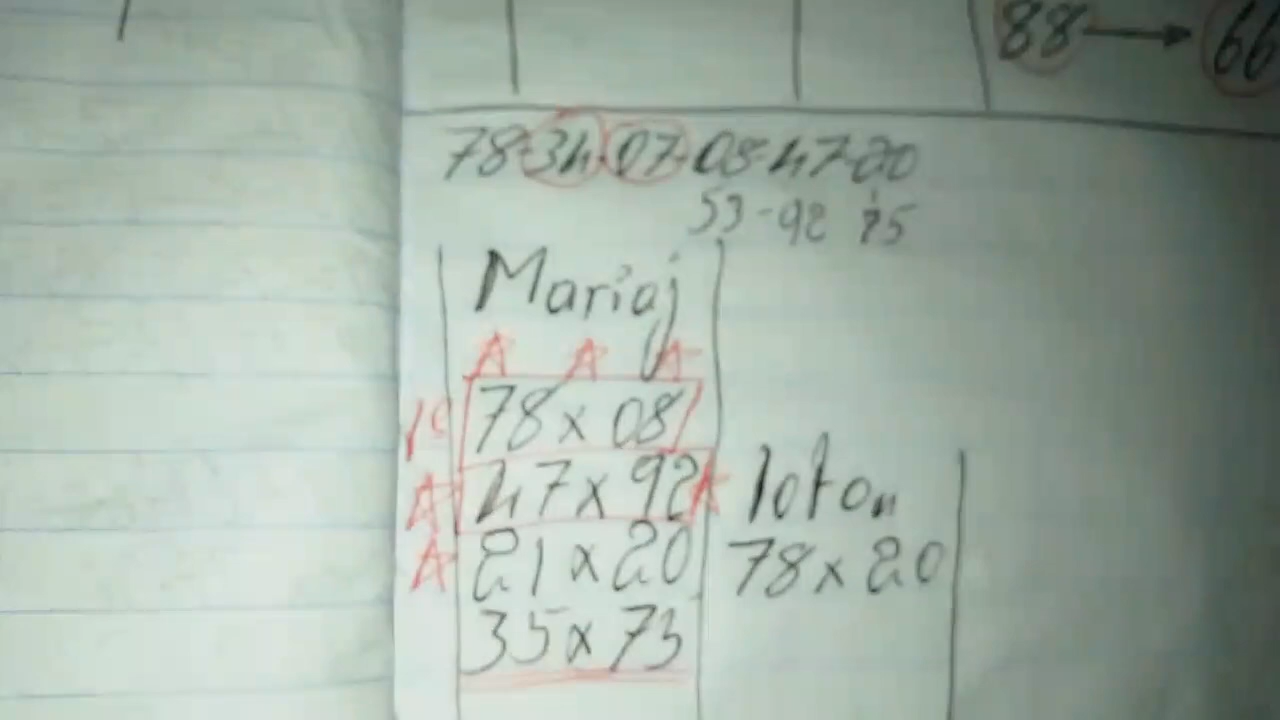 88 → 66
78-34-07-08-47-20
53-92 75
Mariaj
A A A
78 x 08
A 47 x 92 A
A 21 x 20
35 x 73
loto
78 x 20